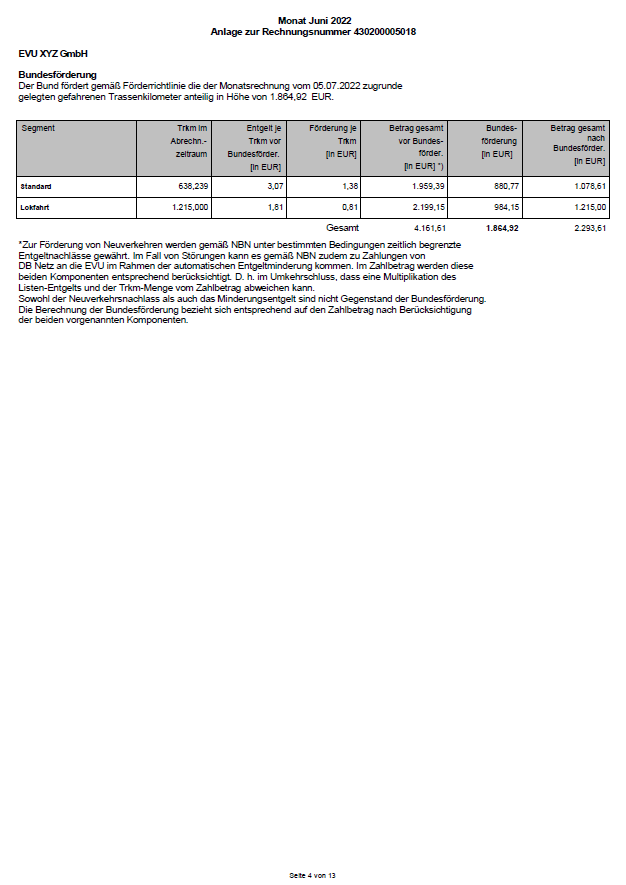 Monat Juni 2022
Anlage zur Rechnungsnummer 430200005018
EVU XYZ GmbH
Bundesförderung
Der Bund fördert gemäß Förderrichtlinie die der Monatsrechnung vom 05.07.2022 zugrunde
gelegten gefahrenen Trassenkilometer anteilig in Höhe von 1.864,92 EUR.
Segment Trkm im Entgelt je Förderung je Betrag gesamt Bundes- Betrag gesamt
Abrechn.- Trkm vor Trkm vor Bundes- förderung nach
zeitraum Bundesförder. [in EUR] förder. [in EUR] Bundesförder.
[in EUR] [in EUR] *) [in EUR]
Standard 638,239 3,07 1,38 1.959,39 880,77 1.078,61
Lokfahrt 1.215,000 1,81 0,81 2.199,15 984,15 1.215,00
Gesamt 4.161,61 1.864,92 2.293,61
*Zur Förderung von Neuverkehren werden gemäß NBN unter bestimmten Bedingungen zeitlich begrenzte
Entgeltnachlässe gewährt. Im Fall von Störungen kann es gemäß NBN zudem zu Zahlungen von
DB Netz an die EVU im Rahmen der automatischen Entgeltminderung kommen. Im Zahlbetrag werden diese
beiden Komponenten entsprechend berücksichtigt. D. h. im Umkehrschluss, dass eine Multiplikation des
Listen-Entgelts und der Trkm-Menge vom Zahlbetrag abweichen kann.
Sowohl der Neuverkehrsnachlass als auch das Minderungsentgelt sind nicht Gegenstand der Bundesförderung.
Die Berechnung der Bundesförderung bezieht sich entsprechend auf den Zahlbetrag nach Berücksichtigung
der beiden vorgenannten Komponenten.
Seite 4 von 13